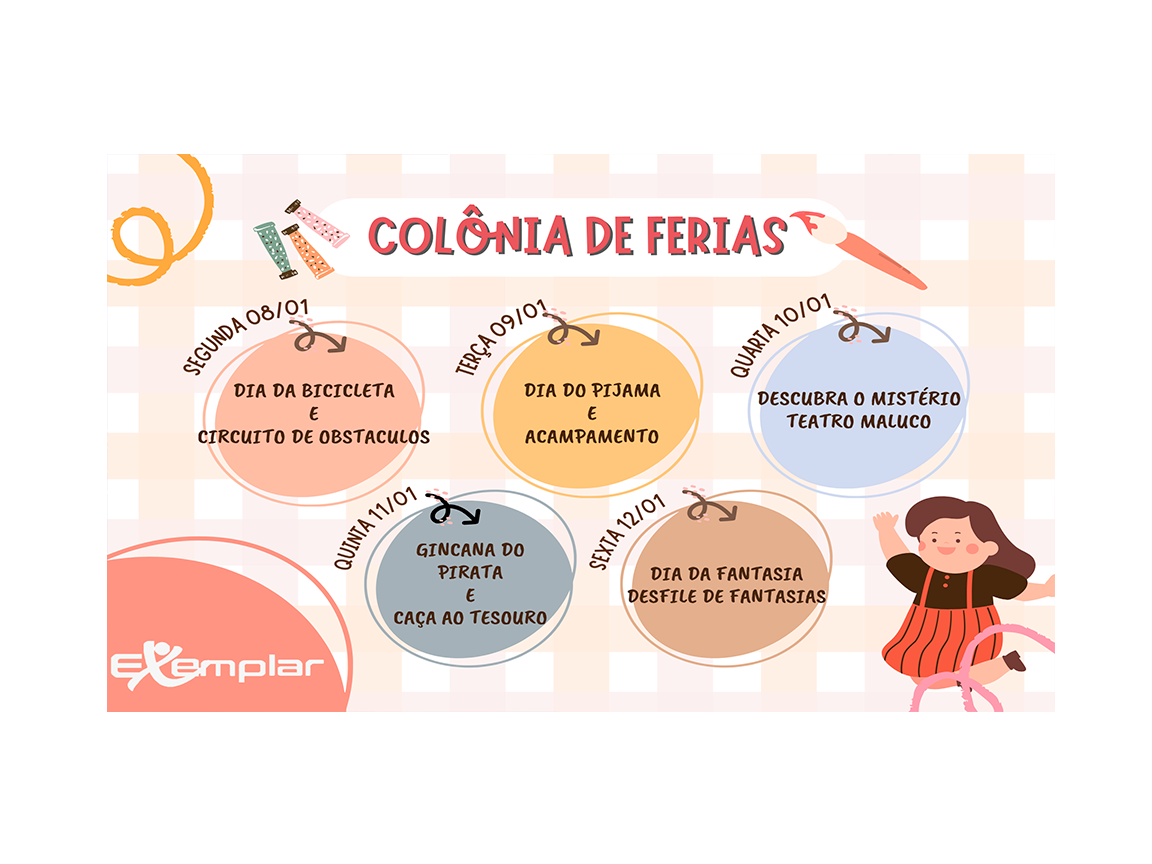 COLÔNIA DE FERIAS
SEGUNDA 08/01
DIA DA BICICLETA
E
CIRCUITO DE OBSTACULOS
TERÇA 09/01
DIA DO PIJAMA
E
ACAMPAMENTO
QUARTA 10/01
DESCUBRA O MISTÉRIO
TEATRO MALUCO
QUINTA 11/01
GINCANA DO
PIRATA
E
CAÇA AO TESOURO
SEXTA 12/01
DIA DA FANTASIA
DESFILE DE FANTASIAS
Exemplar